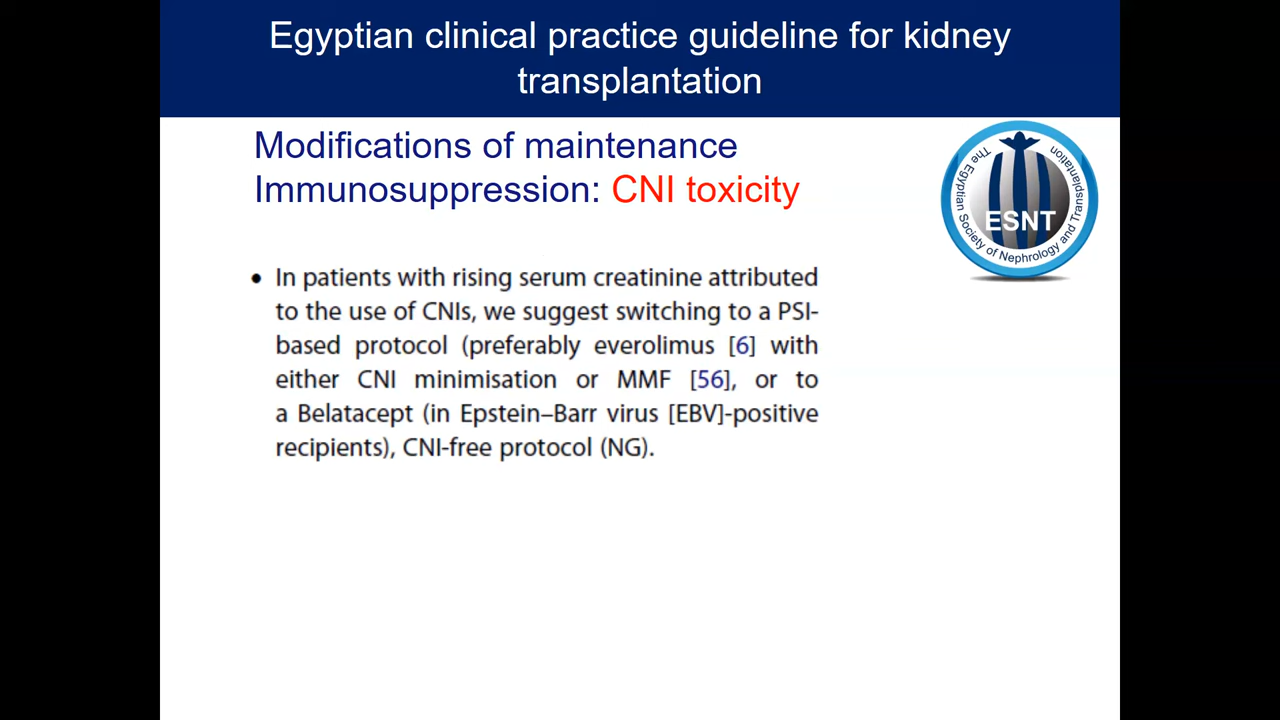 Egyptian clinical practice guideline for kidney
transplantation
Modifications of maintenance
Immunosuppression: CNI toxicity
The Egyptian Society of Nephrology and Transplantation
ESNT
• In patients with rising serum creatinine attributed
to the use of CNIs, we suggest switching to a PSI-
based protocol (preferably everolimus [6] with
either CNI minimisation or MMF [56], or to
a Belatacept (in Epstein–Barr virus [EBV]-positive
recipients), CNI-free protocol (NG).